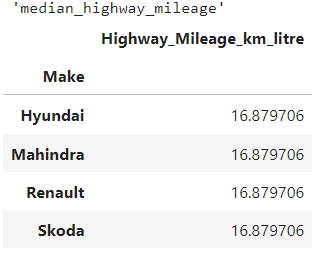 'median_highway_mileage'
Highway_Mileage_km_litre
Make
Hyundai 16.879706
Mahindra 16.879706
Renault 16.879706
Skoda 16.879706